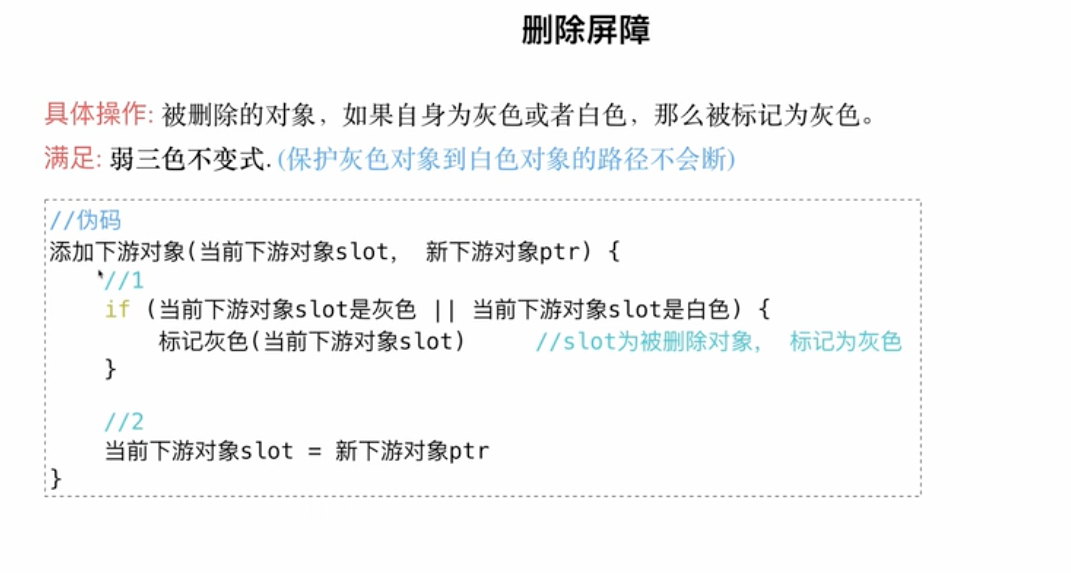 删除屏障
具体操作: 被删除的对象，如果自身为灰色或者白色，那么被标记为灰色。
满足: 弱三色不变式. (保护灰色对象到白色对象的路径不会断)
//伪码
添加下游对象(当前下游对象slot， 新下游对象ptr) {
//1
if (当前下游对象slot是灰色 || 当前下游对象slot是白色) {
标记灰色(当前下游对象slot) //slot为被删除对象， 标记为灰色
}
//2
当前下游对象slot = 新下游对象ptr
}